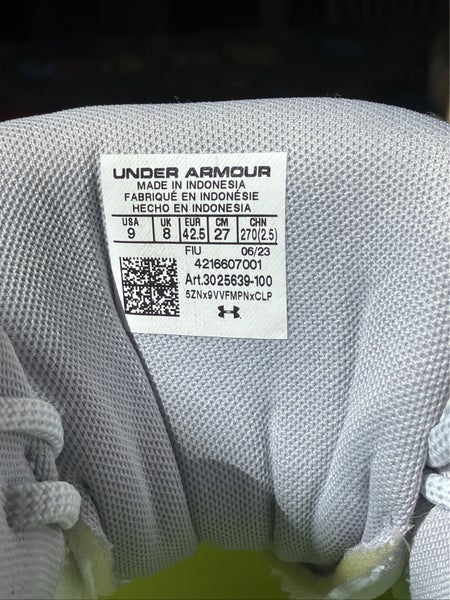 UNDER ARMOUR
MADE IN INDONESIA
FABRIQUÉ EN INDONÉSIE
HECHO EN INDONESIA
USA UK EUR CM CHN
9 8 42.5 27 270(2.5)
FIU 06/23
4216607001
Art.3025639-100
5ZNx9VVFMPNxCLP